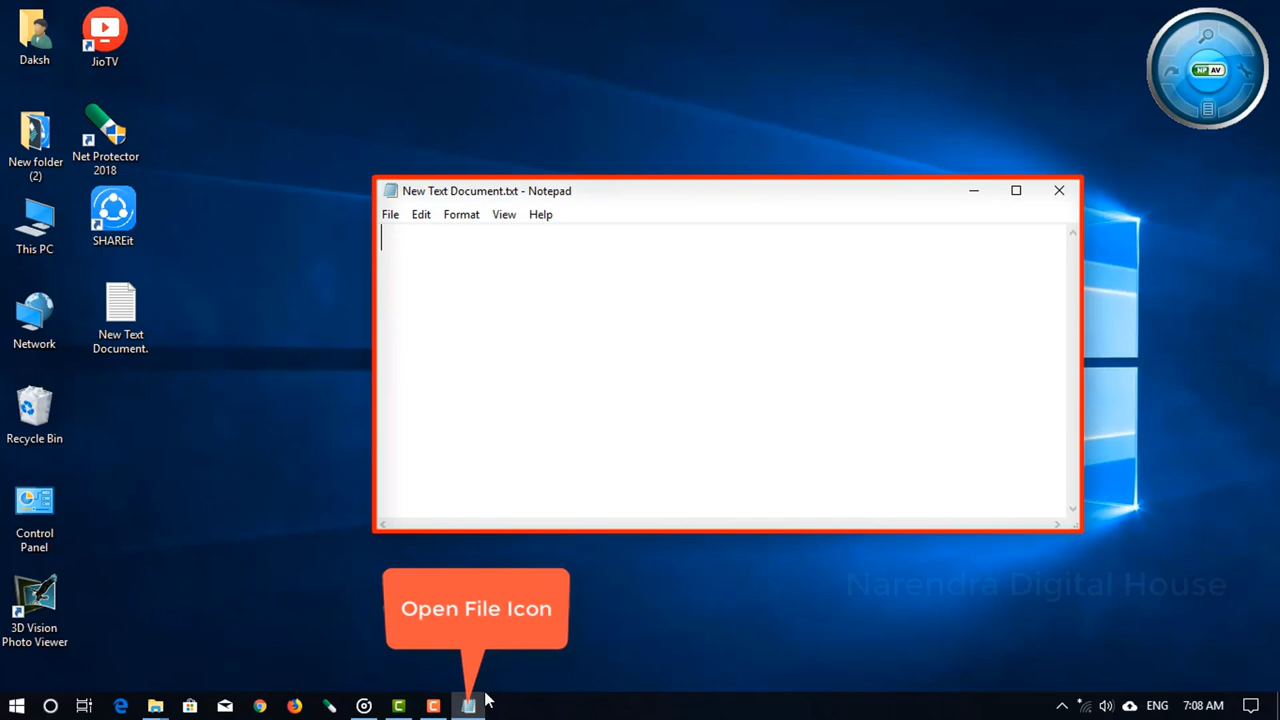 Daksh
JioTV
New folder
(2)
Net Protector
2018
This PC
SHAREit
Network
New Text
Document.
Recycle Bin
Control
Panel
3D Vision
Photo Viewer
NP AV
New Text Document.txt - Notepad
File Edit Format View Help
Narendra Digital House
Open File Icon
ENG 7:08 AM